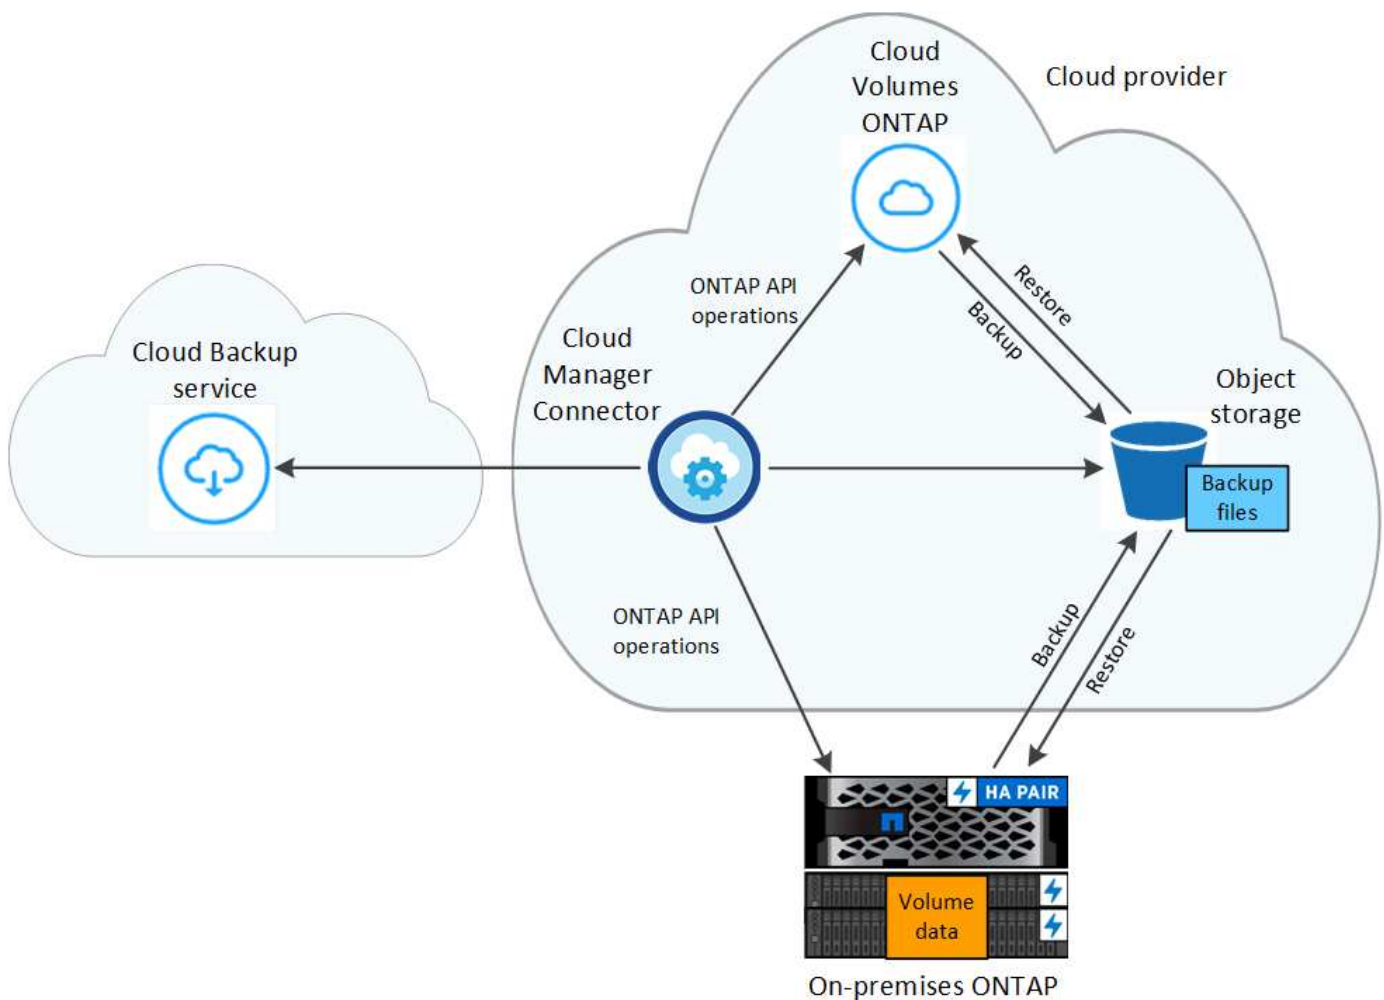 Cloud
Volumes
ONTAP
Cloud provider
ONTAP API
operations
Restore
Backup
Cloud Backup
service
Cloud
Manager
Connector
Object
storage
Backup
files
ONTAP API
operations
Backup
Restore
HA PAIR
Volume
data
On-premises ONTAP